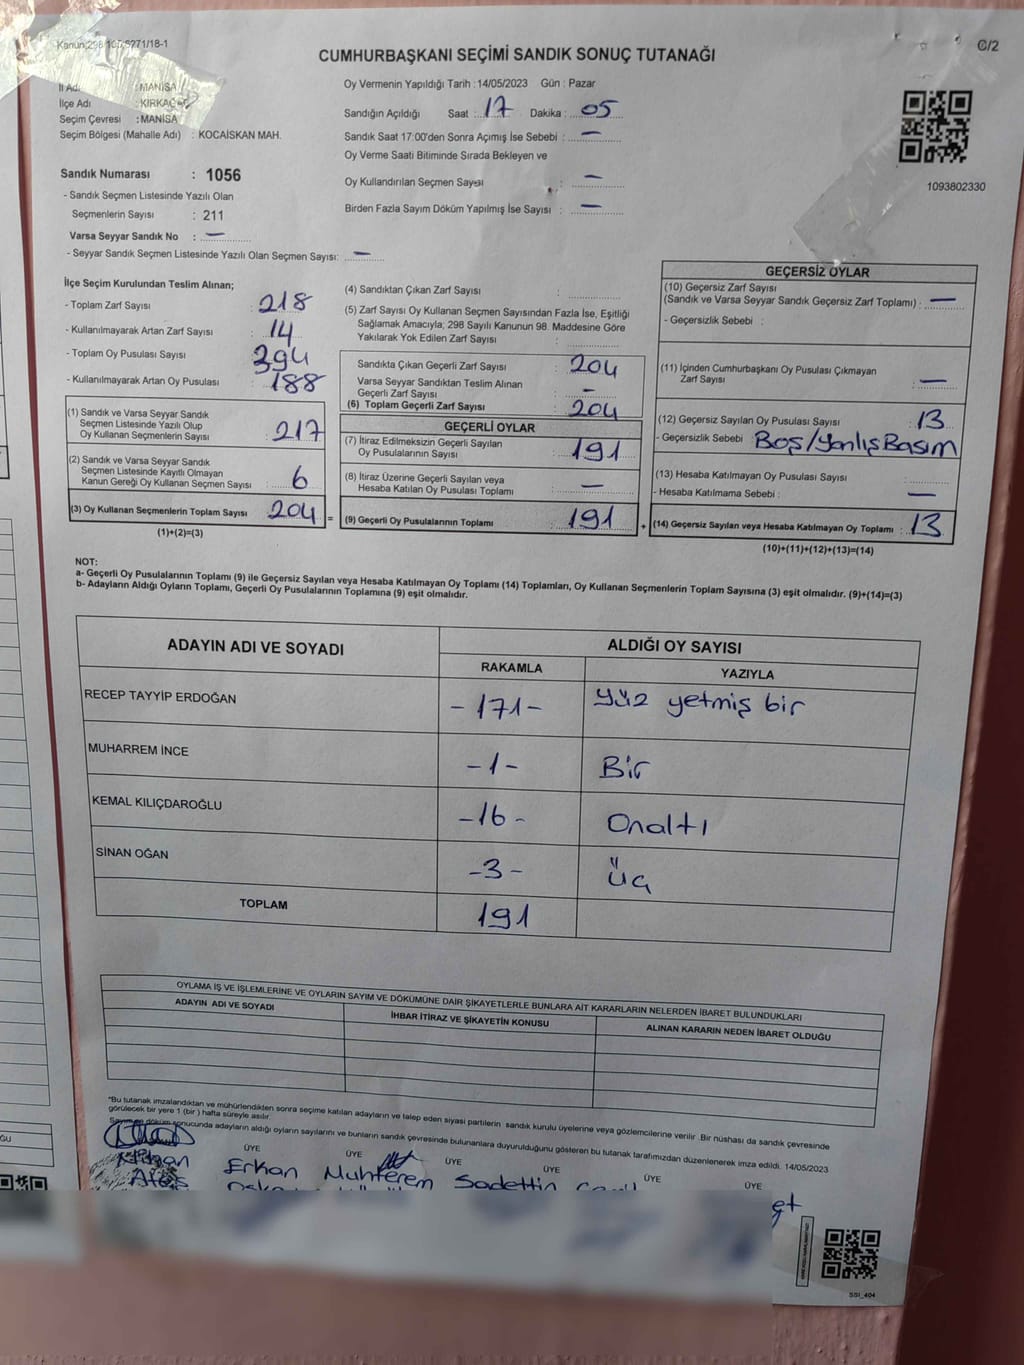 Kanun;298/105,6271/18-1
C/2
CUMHURBAŞKANI SEÇİMİ SANDIK SONUÇ TUTANAĞI
İl Adı : MANİSA
İlçe Adı : KIRKAĞAÇ
Seçim Çevresi : MANİSA
Seçim Bölgesi (Mahalle Adı) : KOCAİSKAN MAH.
Oy Vermenin Yapıldığı Tarih : 14/05/2023 Gün : Pazar
Sandığın Açıldığı Saat : 17 Dakika : 05
Sandık Saat 17:00'den Sonra Açımış İse Sebebi : —
Oy Verme Saati Bitiminde Sırada Bekleyen ve
Oy Kullandırılan Seçmen Sayısı : —
Birden Fazla Sayım Döküm Yapılmış İse Sayısı : —
1093802330
Sandık Numarası : 1056
- Sandık Seçmen Listesinde Yazılı Olan
Seçmenlerin Sayısı : 211
Varsa Seyyar Sandık No : —
- Seyyar Sandık Seçmen Listesinde Yazılı Olan Seçmen Sayısı: —
İlçe Seçim Kurulundan Teslim Alınan;
- Toplam Zarf Sayısı : 218
- Kullanılmayarak Artan Zarf Sayısı : 14
- Toplam Oy Pusulası Sayısı : 394
- Kullanılmayarak Artan Oy Pusulası : 188
(1) Sandık ve Varsa Seyyar Sandık
Seçmen Listesinde Yazılı Olup
Oy Kullanan Seçmenlerin Sayısı : 217
(2) Sandık ve Varsa Seyyar Sandık
Seçmen Listesinde Kayıtlı Olmayan
Kanun Gereği Oy Kullanan Seçmen Sayısı : 6
(3) Oy Kullanan Seçmenlerin Toplam Sayısı 204 =
(1)+(2)=(3)
(4) Sandıktan Çıkan Zarf Sayısı :
(5) Zarf Sayısı Oy Kullanan Seçmen Sayısından Fazla İse, Eşitliği
Sağlamak Amacıyla; 298 Sayılı Kanunun 98. Maddesine Göre
Yakılarak Yok Edilen Zarf Sayısı :
Sandıkta Çıkan Geçerli Zarf Sayısı : 204
Varsa Seyyar Sandıktan Teslim Alınan
Geçerli Zarf Sayısı : –
(6) Toplam Geçerli Zarf Sayısı : 204
GEÇERLİ OYLAR
(7) İtiraz Edilmeksizin Geçerli Sayılan
Oy Pusulalarının Sayısı : 191
(8) İtiraz Üzerine Geçerli Sayılan veya
Hesaba Katılan Oy Pusulası Toplamı : —
(9) Geçerli Oy Pusulalarının Toplamı : 191 +
GEÇERSİZ OYLAR
(10) Geçersiz Zarf Sayısı
(Sandık ve Varsa Seyyar Sandık Geçersiz Zarf Toplamı) : —
- Geçersizlik Sebebi :
(11) İçinden Cumhurbaşkanı Oy Pusulası Çıkmayan
Zarf Sayısı : —
(12) Geçersiz Sayılan Oy Pusulası Sayısı : 13
- Geçersizlik Sebebi : Boş/Yanlış Basım
(13) Hesaba Katılmayan Oy Pusulası Sayısı :
- Hesaba Katılmama Sebebi : —
(14) Geçersiz Sayılan veya Hesaba Katılmayan Oy Toplamı : 13
(10)+(11)+(12)+(13)=(14)
NOT:
a- Geçerli Oy Pusulalarının Toplamı (9) ile Geçersiz Sayılan veya Hesaba Katılmayan Oy Toplamı (14) Toplamları, Oy Kullanan Seçmenlerin Toplam Sayısına (3) eşit olmalıdır. (9)+(14)=(3)
b- Adayların Aldığı Oyların Toplamı, Geçerli Oy Pusulalarının Toplamına (9) eşit olmalıdır.
ADAYIN ADI VE SOYADI ALDIĞI OY SAYISI
RAKAMLA YAZIYLA
RECEP TAYYİP ERDOĞAN -171- Yüz yetmiş bir
MUHARREM İNCE -1- Bir
KEMAL KILIÇDAROĞLU -16- Onaltı
SİNAN OĞAN -3- Üç
TOPLAM 191
OYLAMA İŞ VE İŞLEMLERİNE VE OYLARIN SAYIM VE DÖKÜMÜNE DAİR ŞİKAYETLERLE BUNLARA AİT KARARLARIN NELERDEN İBARET BULUNDUKLARI
ADAYIN ADI VE SOYADI İHBAR İTİRAZ VE ŞİKAYETİN KONUSU ALINAN KARARIN NEDEN İBARET OLDUĞU
"Bu tutanak imzalandıktan ve mühürlendikten sonra seçime katılan adayların ve talep eden siyasi partilerin sandık kurulu üyelerine veya gözlemcilerine verilir .Bir nüshası da sandık çevresinde
görülecek bir yere 1 (bir ) hafta süreyle asılır.
Sayım ve döküm sonucunda adayların aldığı oyların sayılarını ve bunların sandık çevresinde bulunanlara duyurulduğunu gösteren bu tutanak tarafımızdan düzenlenerek imza edildi. 14/05/2023
ÜYE ÜYE ÜYE ÜYE ÜYE ÜYE
Erkan Muhterem Sadettin
Ateş
SSI_404